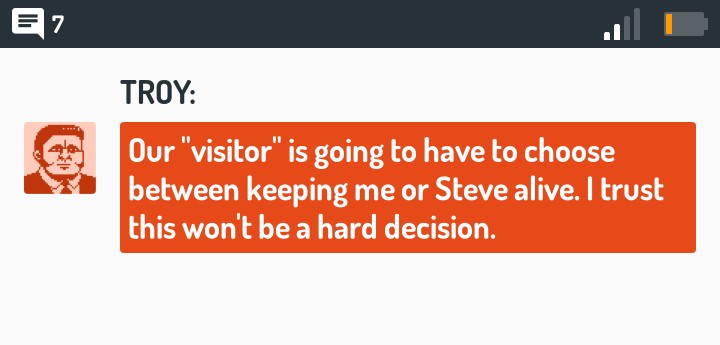 7
TROY:
Our "visitor" is going to have to choose
between keeping me or Steve alive. I trust
this won't be a hard decision.